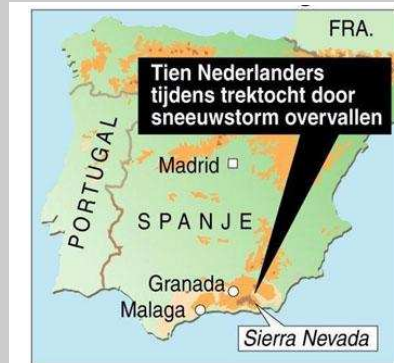 FRA.
Tien Nederlanders
tijdens trektocht door
sneeuwstorm overvallen
Madrid
PORTUGAL
SPANJE
Granada
Malaga
Sierra Nevada